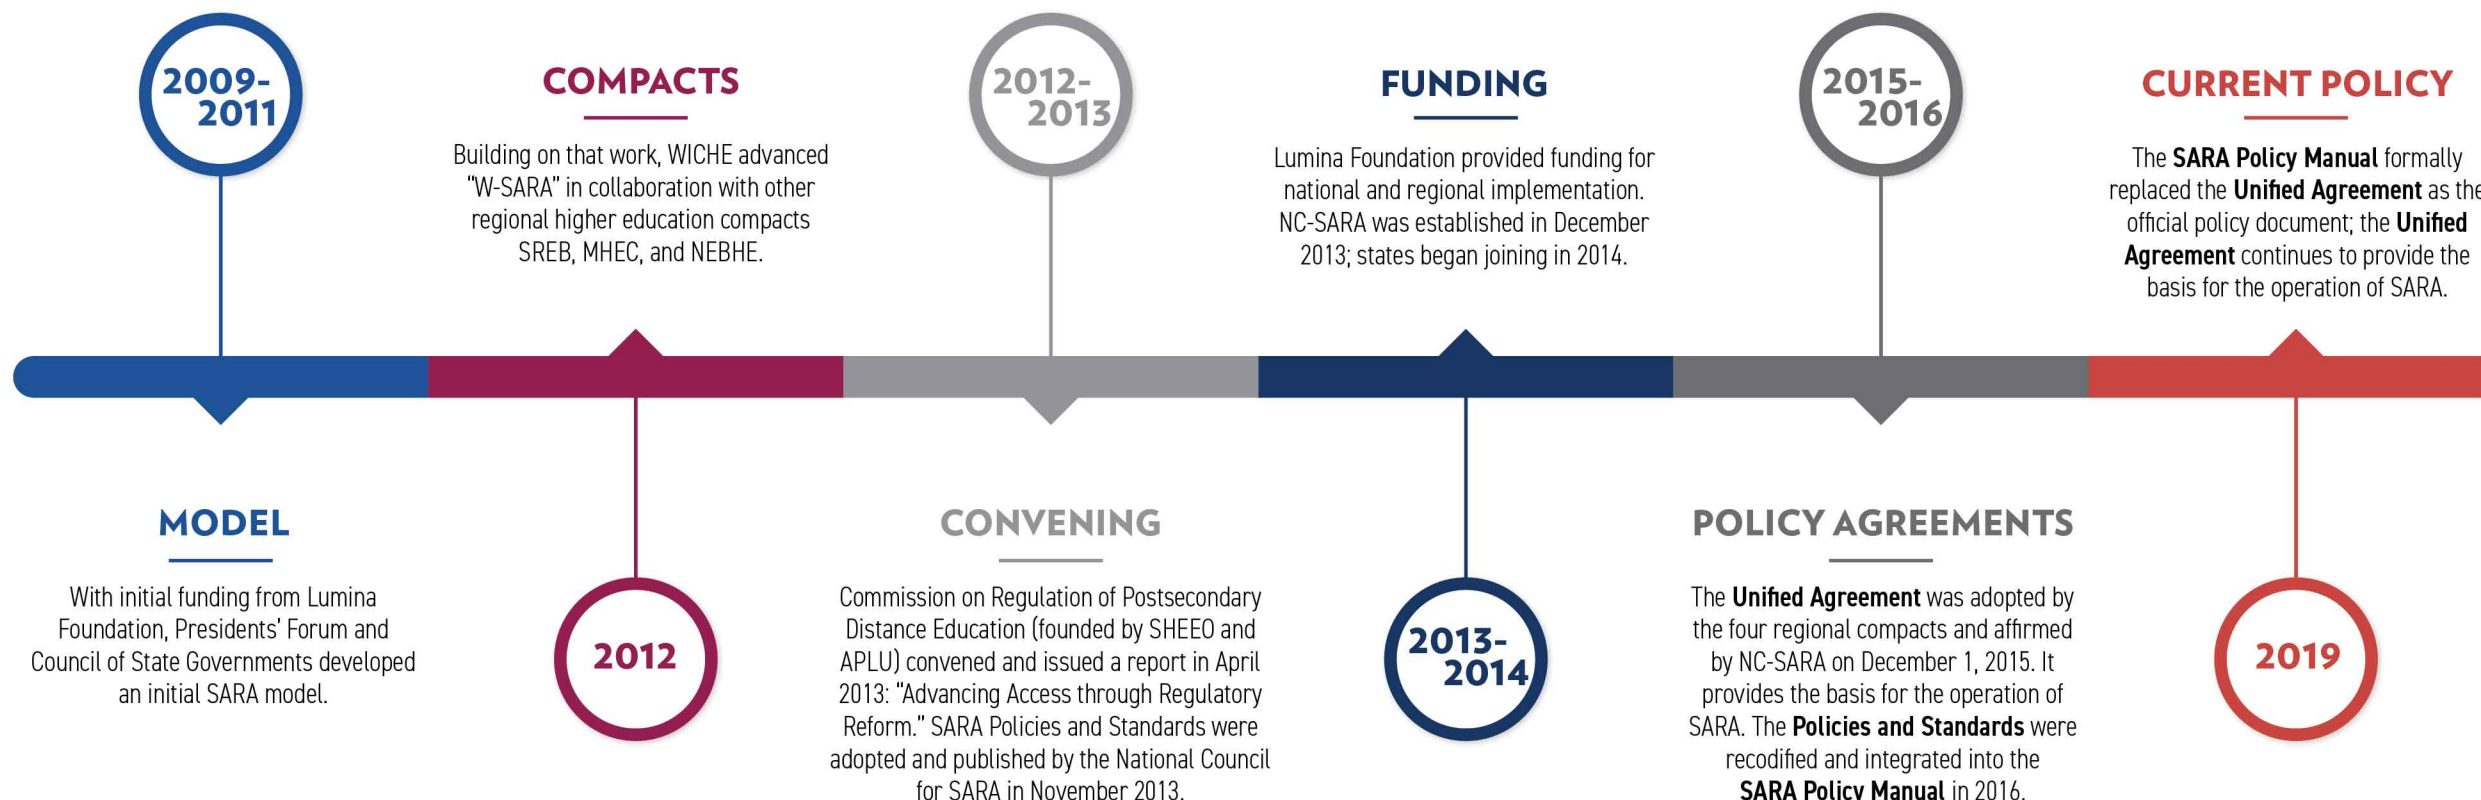 2009-
2011
MODEL
With initial funding from Lumina
Foundation, Presidents' Forum and
Council of State Governments developed
an initial SARA model.
COMPACTS
Building on that work, WICHE advanced
"W-SARA" in collaboration with other
regional higher education compacts
SREB, MHEC, and NEBHE.
2012
2012-
2013
CONVENING
Commission on Regulation of Postsecondary
Distance Education (founded by SHEEO and
APLU) convened and issued a report in April
2013: "Advancing Access through Regulatory
Reform." SARA Policies and Standards were
adopted and published by the National Council
for SARA in November 2013.
FUNDING
Lumina Foundation provided funding for
national and regional implementation.
NC-SARA was established in December
2013; states began joining in 2014.
2013-
2014
2015-
2016
POLICY AGREEMENTS
The Unified Agreement was adopted by
the four regional compacts and affirmed
by NC-SARA on December 1, 2015. It
provides the basis for the operation of
SARA. The Policies and Standards were
recodified and integrated into the
SARA Policy Manual in 2016.
CURRENT POLICY
The SARA Policy Manual formally
replaced the Unified Agreement as the
official policy document; the Unified
Agreement continues to provide the
basis for the operation of SARA.
2019